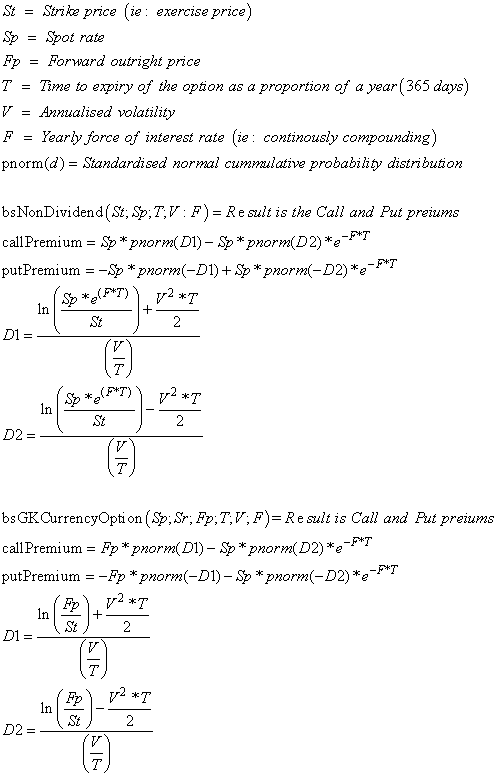 St = Strike price (ie: exercise price)
Sp = Spot rate
Fp = Forward outright price
T = Time to expiry of the option as a proportion of a year (365 days)
V = Annualised volatility
F = Yearly force of interest rate (ie: continously compounding)
pnorm(d) = Standardised normal cummulative probability distribution
bsNonDividend(St;Sp;T;V:F) = Re sult is the Call and Put preiums
callPremium = Sp*pnorm(D1)−Sp*pnorm(D2)*e^{−F*T}
putPremium = −Sp*pnorm(−D1)+Sp*pnorm(−D2)*e^{−F*T}
D1 = \frac{\ln\left(\frac{Sp*e^{(F*T)}}{St}\right)+\frac{V^2*T}{2}}{\left(\frac{V}{T}\right)}
D2 = \frac{\ln\left(\frac{Sp*e^{(F*T)}}{St}\right)-\frac{V^2*T}{2}}{\left(\frac{V}{T}\right)}
bsGKCurrencyOption(Sp;Sr;Fp;T;V;F) = Re sult is Call and Put preiums
callPremium = Fp*pnorm(D1)−Sp*pnorm(D2)*e^{−F*T}
putPremium = −Fp*pnorm(−D1)−Sp*pnorm(−D2)*e^{−F*T}
D1 = \frac{\ln\left(\frac{Fp}{St}\right)+\frac{V^2*T}{2}}{\left(\frac{V}{T}\right)}
D2 = \frac{\ln\left(\frac{Fp}{St}\right)-\frac{V^2*T}{2}}{\left(\frac{V}{T}\right)}